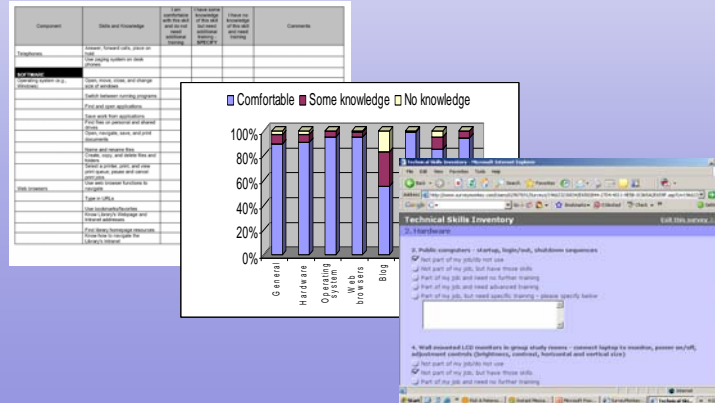 Component
Skills and Knowledge
I am
comfortable
with this skill
and do not
need
additional
training
I have some
knowledge
of this skill
but need
additional
training -
SPECIFY
I have no
knowledge
of this skill
and need
training
Comments
Telephones
Answer, forward calls, place on
hold
Use paging system on desk
phones
SOFTWARE
Operating system (e.g.,
Windows)
Open, move, close, and change
size of windows
Switch between running programs
Find and open applications
Save work from applications
Find files on personal and shared
drives
Open, navigate, save, and print
documents
Name and rename files
Create, copy, and delete files and
folders
Select a printer, print, and view
print queue, pause and cancel
print jobs
Web browsers
Use web browser functions to
navigate
Type in URLs
Use bookmarks/favorites
Know Library's Webpage and
Intranet addresses
Find library homepage resources
Know how to navigate the
Library's Intranet
Comfortable Some knowledge No knowledge
100%
80%
60%
40%
20%
0%
General
Hardware
Operating
system
Web
browsers
Blog
Technical Skills Inventory - Microsoft Internet Explorer
File Edit View Favorites Tools Help
Back Search Favorites
Address
Google
Bookmarks Check
Technical Skills Inventory
Exit this survey
2. Hardware
3. Public computers - startup, login/out, shutdown sequences
Not part of my job/do not use
Not part of my job, but have those skills
Part of my job and need no further training
Part of my job and need advanced training
Part of my job, but need specific training - please specify below
4. Wall mounted LCD monitors in group study rooms - connect laptop to monitor, power on/off,
adjustment controls (brightness, contrast, horizontal and vertical size)
Not part of my job/do not use
Not part of my job, but have those skills
Part of my job and need no further training
Internet
Start